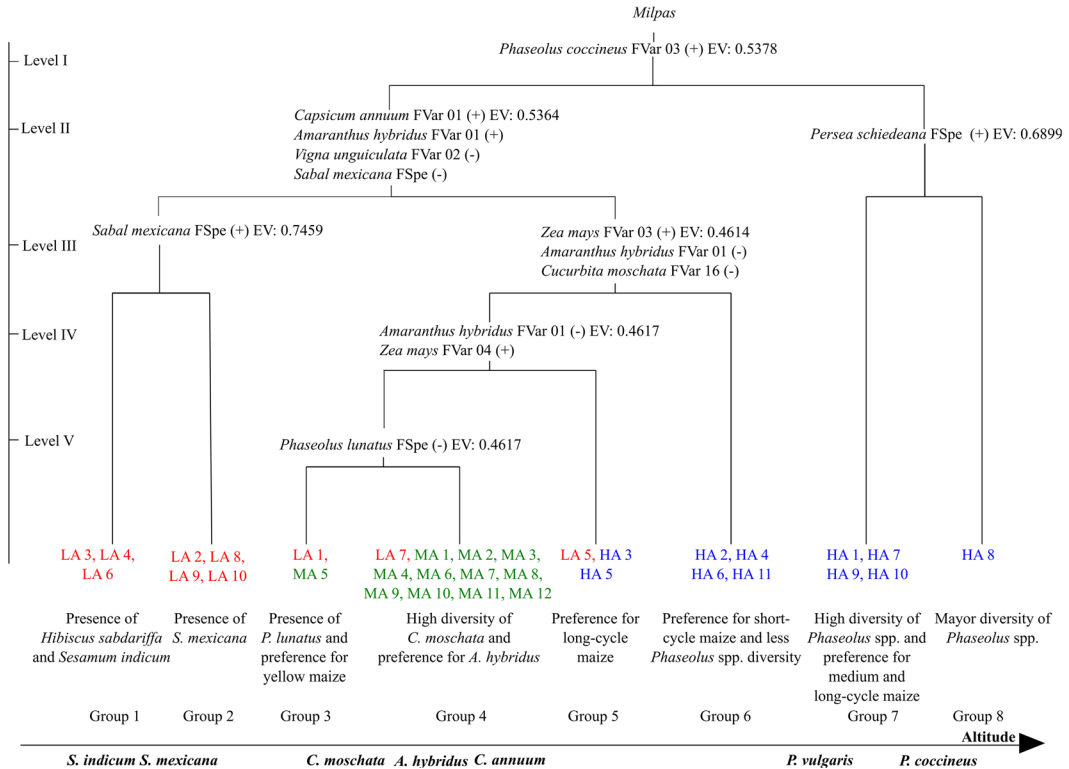 Milpas
Phaseolus coccineus FVar 03 (+) EV: 0.5378
Level I
Capsicum annuum FVar 01 (+) EV: 0.5364
Amaranthus hybridus FVar 01 (+)
Vigna unguiculata FVar 02 (-)
Sabal mexicana FSpe (-)
Level II
Persea schiedeana FSpe (+) EV: 0.6899
Sabal mexicana FSpe (+) EV: 0.7459
Level III
Zea mays FVar 03 (+) EV: 0.4614
Amaranthus hybridus FVar 01 (-)
Cucurbita moschata FVar 16 (-)
Level IV
Amaranthus hybridus FVar 01 (-) EV: 0.4617
Zea mays FVar 04 (+)
Level V
Phaseolus lunatus FSpe (-) EV: 0.4617
LA 3, LA 4,
LA 6
LA 2, LA 8,
LA 9, LA 10
LA 1,
MA 5
LA 7, MA 1, MA 2, MA 3,
MA 4, MA 6, MA 7, MA 8,
MA 9, MA 10, MA 11, MA 12
LA 5, HA 3
HA 5
HA 2, HA 4
HA 6, HA 11
HA 1, HA 7
HA 9, HA 10
HA 8
Presence of
Hibiscus sabdariffa
and Sesamum indicum
Presence of
S. mexicana
Presence of
P. lunatus and
preference for
yellow maize
High diversity of
C. moschata and
preference for A. hybridus
Preference for
long-cycle
maize
Preference for short-
cycle maize and less
Phaseolus spp. diversity
High diversity of
Phaseolus spp. and
preference for
medium and
long-cycle maize
Mayor diversity of
Phaseolus spp.
Group 1
Group 2
Group 3
Group 4
Group 5
Group 6
Group 7
Group 8
Altitude
S. indicum S. mexicana
C. moschata A. hybridus C. annuum
P. vulgaris
P. coccineus